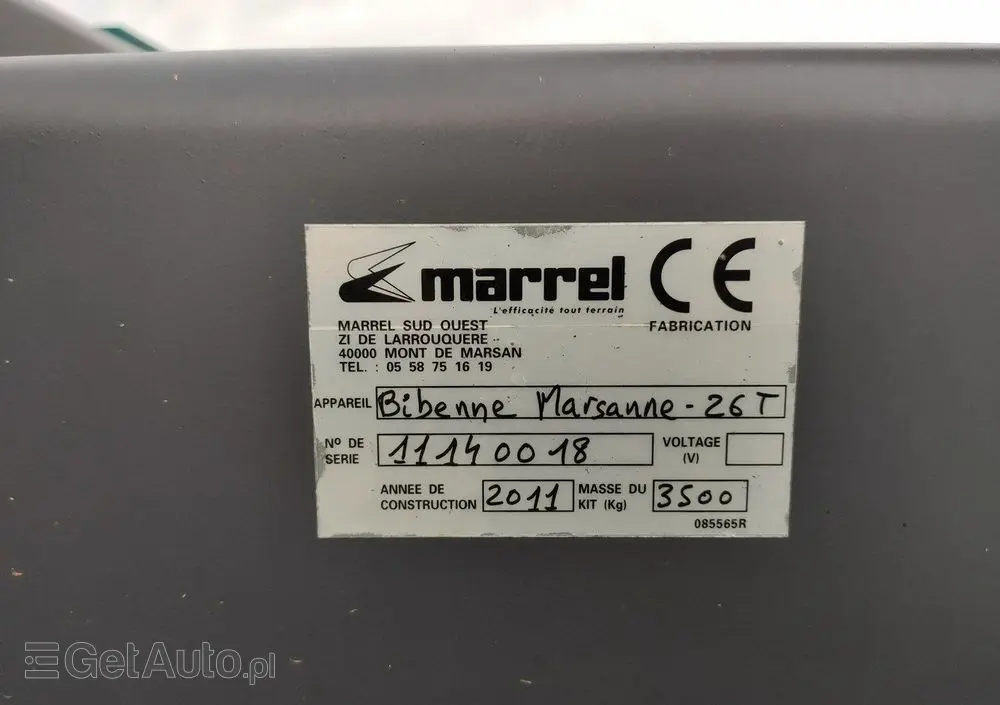 marrel
L'efficacité tout terrain
CE
FABRICATION
MARREL SUD OUEST
ZI DE LARROUQUERE
40000 MONT DE MARSAN
TEL. : 05 58 75 16 19
APPAREIL Bibenne Marsanne - 26 T
Nº DE SERIE 11140018 VOLTAGE (V)
ANNEE DE CONSTRUCTION 2011 MASSE DU KIT (Kg) 3500
085565R
GetAuto.pl